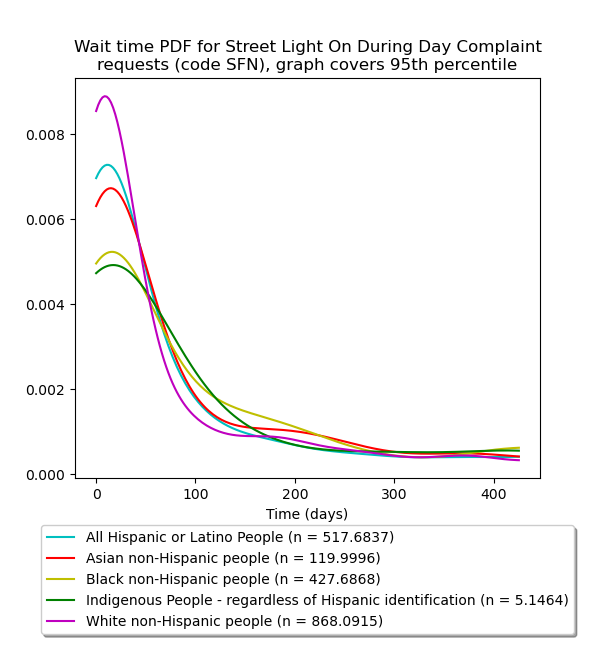 Wait time PDF for Street Light On During Day Complaint
requests (code SFN), graph covers 95th percentile
0.008
0.006
0.004
0.002
0.000
0 100 200 300 400
Time (days)
All Hispanic or Latino People (n = 517.6837)
Asian non-Hispanic people (n = 119.9996)
Black non-Hispanic people (n = 427.6868)
Indigenous People - regardless of Hispanic identification (n = 5.1464)
White non-Hispanic people (n = 868.0915)